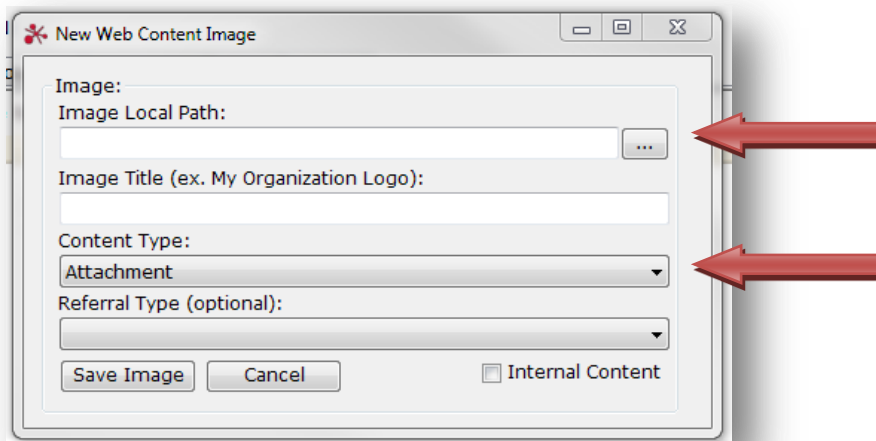 New Web Content Image
Image:
Image Local Path:
...
Image Title (ex. My Organization Logo):
Content Type:
Attachment
Referral Type (optional):
Save Image Cancel Internal Content